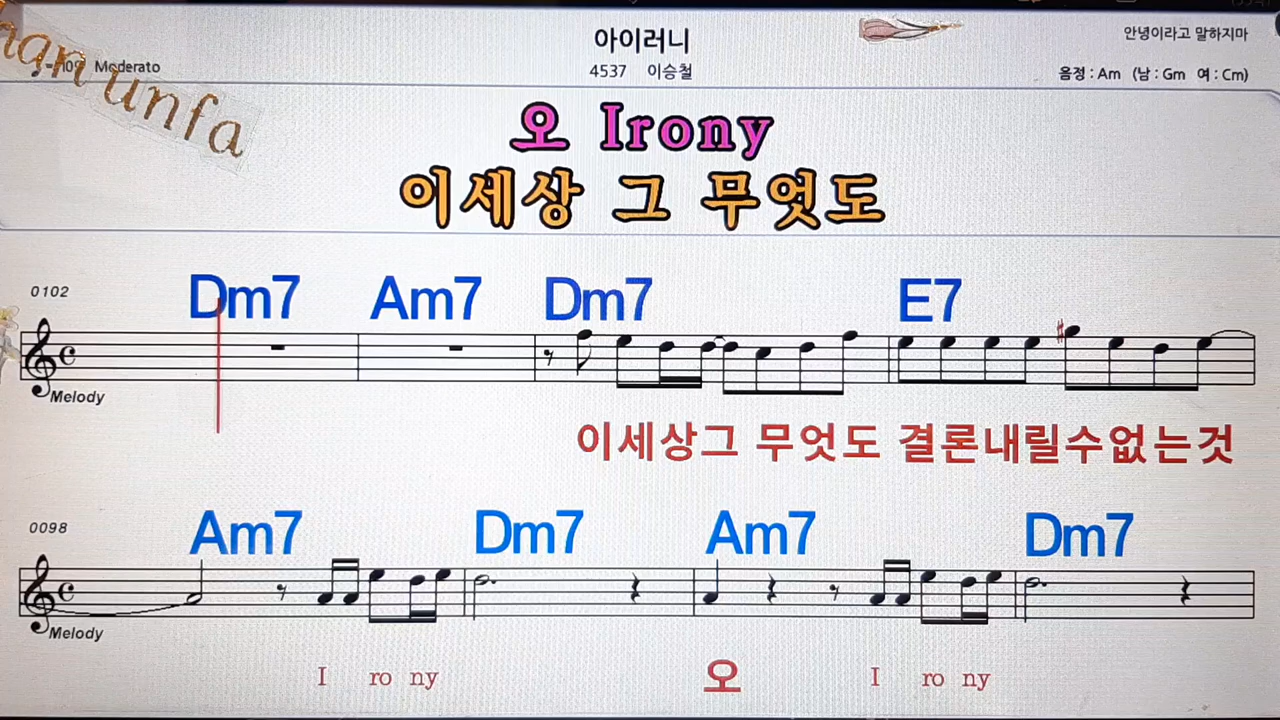 아이러니
안녕이라고 말하지마
Moderato
4537 이승철
음정 : Am (남 : Gm 여 : Cm)
unfa
오 Irony
이세상 그 무엇도
0102
Dm7 Am7 Dm7 E7
Melody
이세상그 무엇도 결론내릴수없는것
0098
Am7 Dm7 Am7 Dm7
Melody
I ro ny 오 I ro ny